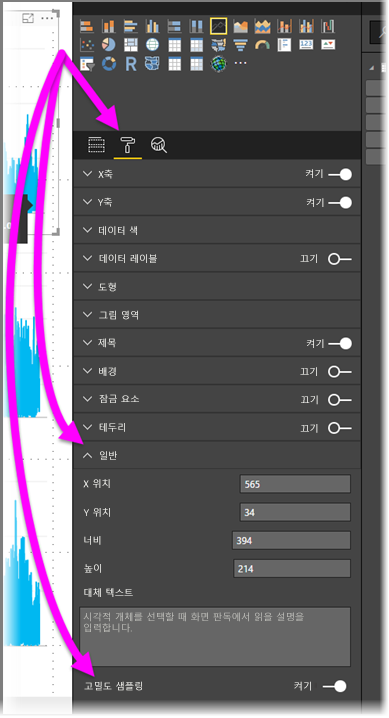 R
123
X축 켜기
Y축 켜기
데이터 색
데이터 레이블 끄기
도형
그림 영역
제목 켜기
배경 끄기
잠금 요소 끄기
테두리 끄기
일반
X 위치 565
Y 위치 34
너비 394
높이 214
대체 텍스트
시각적 개체를 선택할 때 화면 판독에서 읽을 설명을
입력합니다.
고밀도 샘플링 켜기